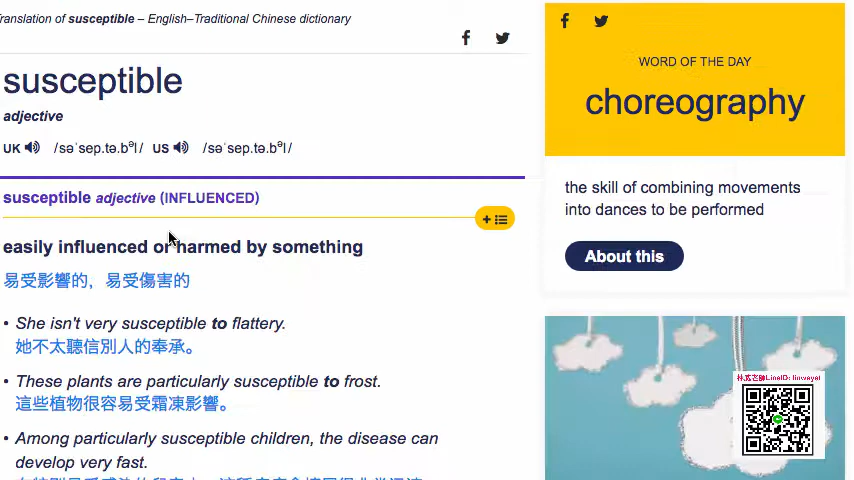 Translation of susceptible – English–Traditional Chinese dictionary
susceptible
adjective
UK /səˈsep.tə.bəl/ US /səˈsep.tə.bəl/
susceptible adjective (INFLUENCED)
easily influenced or harmed by something
易受影響的，易受傷害的
• She isn't very susceptible to flattery.
她不太聽信別人的奉承。
• These plants are particularly susceptible to frost.
這些植物很容易受霜凍影響。
• Among particularly susceptible children, the disease can
develop very fast.
WORD OF THE DAY
choreography
the skill of combining movements
into dances to be performed
About this